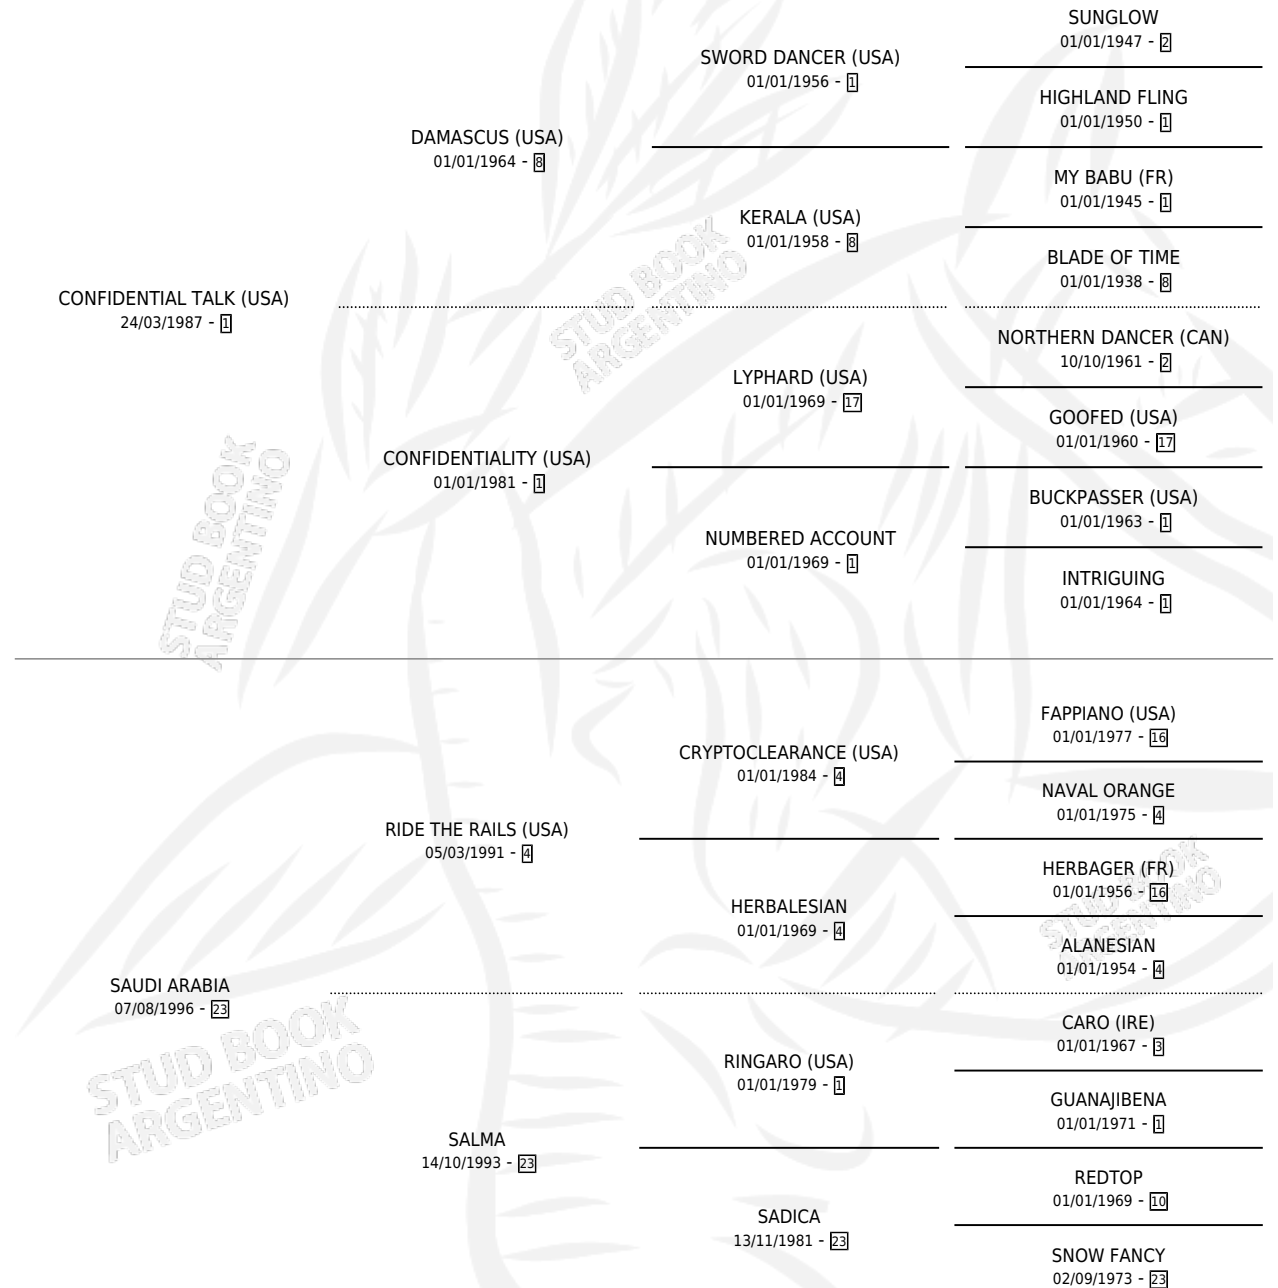 SUNGLOW
01/01/1947 - 2
SWORD DANCER (USA)
01/01/1956 - 1
HIGHLAND FLING
01/01/1950 - 1
DAMASCUS (USA)
01/01/1964 - 8
MY BABU (FR)
01/01/1945 - 1
KERALA (USA)
01/01/1958 - 8
BLADE OF TIME
01/01/1938 - 8
CONFIDENTIAL TALK (USA)
24/03/1987 - 1
NORTHERN DANCER (CAN)
10/10/1961 - 2
LYPHARD (USA)
01/01/1969 - 17
GOOFED (USA)
01/01/1960 - 17
CONFIDENTIALITY (USA)
01/01/1981 - 1
BUCKPASSER (USA)
01/01/1963 - 1
NUMBERED ACCOUNT
01/01/1969 - 1
INTRIGUING
01/01/1964 - 1
FAPPIANO (USA)
01/01/1977 - 16
CRYPTOCLEARANCE (USA)
01/01/1984 - 4
NAVAL ORANGE
01/01/1975 - 4
RIDE THE RAILS (USA)
05/03/1991 - 4
HERBAGER (FR)
01/01/1956 - 16
HERBALESIAN
01/01/1969 - 4
ALANESIAN
01/01/1954 - 4
SAUDI ARABIA
07/08/1996 - 23
CARO (IRE)
01/01/1967 - 3
RINGARO (USA)
01/01/1979 - 1
GUANAJIBENA
01/01/1971 - 1
SALMA
14/10/1993 - 23
REDTOP
01/01/1969 - 10
SADICA
13/11/1981 - 23
SNOW FANCY
02/09/1973 - 23
STUD BOOK
ARGENTINO
STUD BOOK
ARGENTINO
STUD BOOK
ARGENTINO
STUD BOOK
ARGENTINO